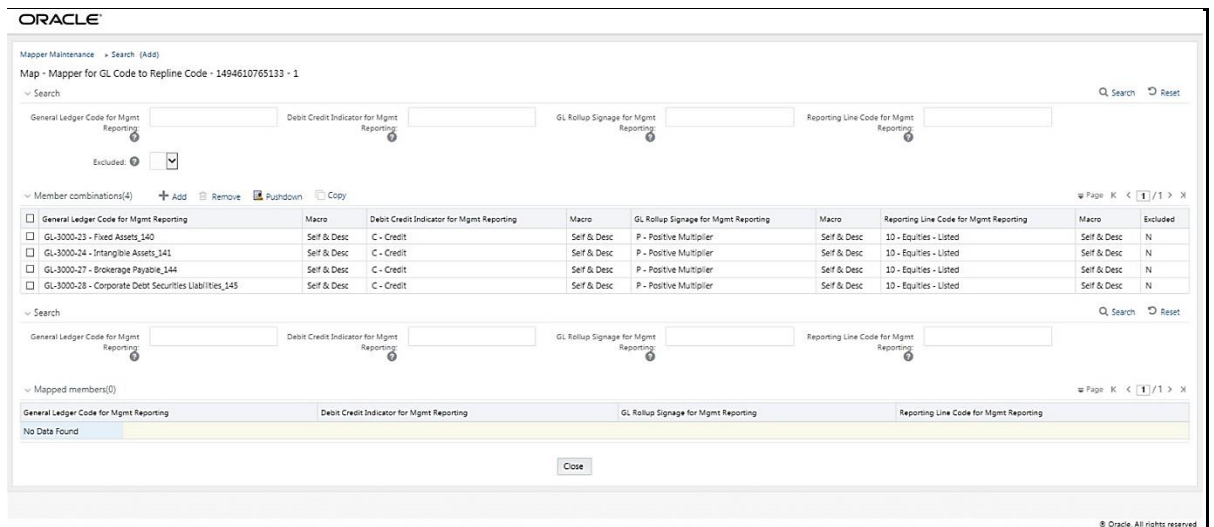 ORACLE
Mapper Maintenance » Search (Add)
Map - Mapper for GL Code to Repline Code - 1494610765133 - 1
Search
Search Reset
General Ledger Code for Mgmt Reporting: Debit Credit Indicator for Mgmt Reporting: GL Rollup Signage for Mgmt Reporting: Reporting Line Code for Mgmt Reporting:
Excluded:
Member combinations(4) Add Remove Pushdown Copy Page 1 / 1
General Ledger Code for Mgmt Reporting Macro Debit Credit Indicator for Mgmt Reporting Macro GL Rollup Signage for Mgmt Reporting Macro Reporting Line Code for Mgmt Reporting Macro Excluded
GL-3000-23 - Fixed Assets_140 Self & Desc C - Credit Self & Desc P - Positive Multiplier Self & Desc 10 - Equities - Listed Self & Desc N
GL-3000-24 - Intangible Assets_141 Self & Desc C - Credit Self & Desc P - Positive Multiplier Self & Desc 10 - Equities - Listed Self & Desc N
GL-3000-27 - Brokerage Payable_144 Self & Desc C - Credit Self & Desc P - Positive Multiplier Self & Desc 10 - Equities - Listed Self & Desc N
GL-3000-28 - Corporate Debt Securities Liabilities_145 Self & Desc C - Credit Self & Desc P - Positive Multiplier Self & Desc 10 - Equities - Listed Self & Desc N
Search
Search Reset
General Ledger Code for Mgmt Reporting: Debit Credit Indicator for Mgmt Reporting: GL Rollup Signage for Mgmt Reporting: Reporting Line Code for Mgmt Reporting:
Mapped members(0) Page 1 / 1
General Ledger Code for Mgmt Reporting Debit Credit Indicator for Mgmt Reporting GL Rollup Signage for Mgmt Reporting Reporting Line Code for Mgmt Reporting
No Data Found
Close
© Oracle. All rights reserved